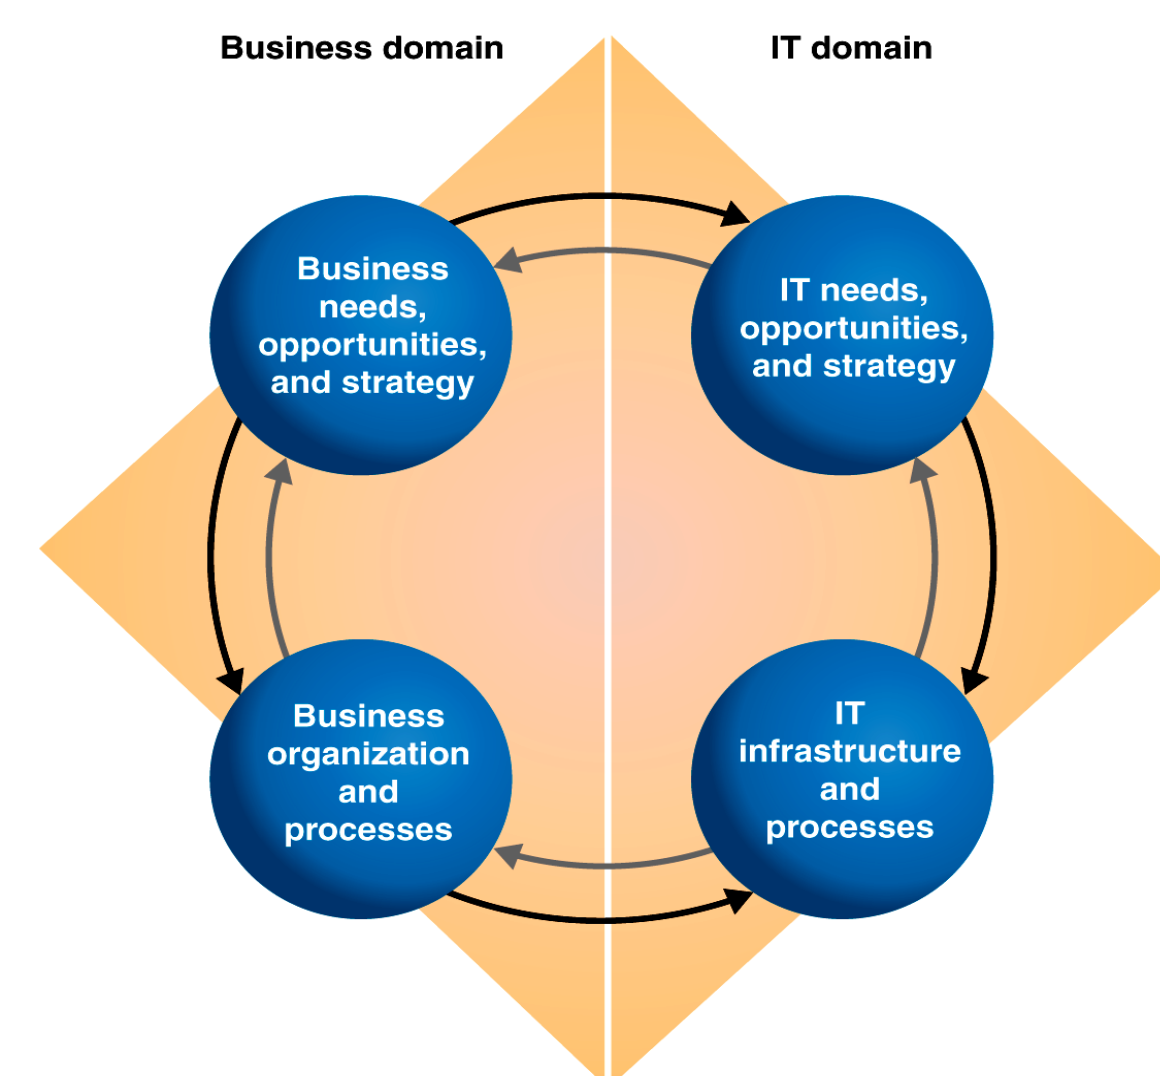 Business domain
IT domain
Business
needs,
opportunities,
and strategy
IT needs,
opportunities,
and strategy
Business
organization
and
processes
IT
infrastructure
and
processes